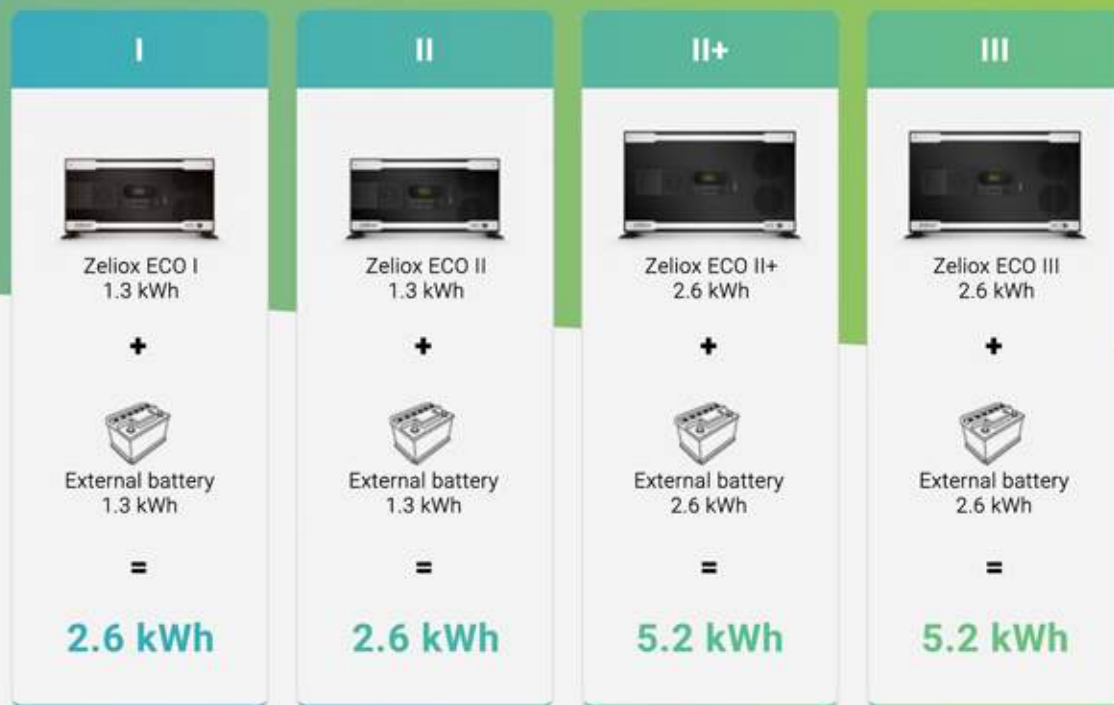 I
Zeliox ECO I
1.3 kWh
+
External battery
1.3 kWh
=
2.6 kWh
II
Zeliox ECO II
1.3 kWh
+
External battery
1.3 kWh
=
2.6 kWh
II+
Zeliox ECO II+
2.6 kWh
+
External battery
2.6 kWh
=
5.2 kWh
III
Zeliox ECO III
2.6 kWh
+
External battery
2.6 kWh
=
5.2 kWh